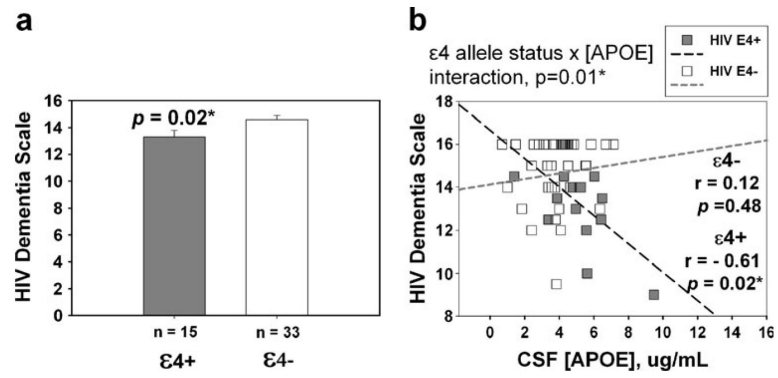 a
p = 0.02*
HIV Dementia Scale
16
14
12
10
8
6
4
2
0
n = 15
n = 33
ε4+
ε4-
b
ε4 allele status x [APOE]
interaction, p=0.01*
HIV E4+
HIV E4-
HIV Dementia Scale
18
16
14
12
10
8
ε4-
r = 0.12
p =0.48
ε4+
r = - 0.61
p = 0.02*
0 2 4 6 8 10 12 14 16
CSF [APOE], ug/mL